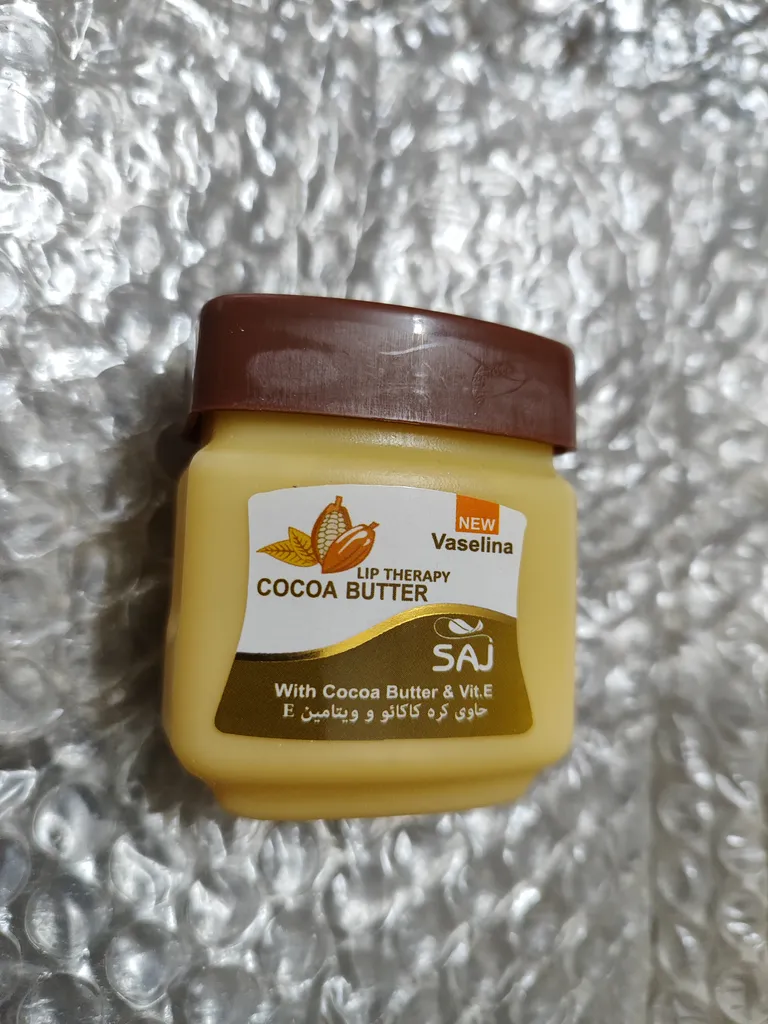 NEW
Vaselina
LIP THERAPY
COCOA BUTTER
SAJ
With Cocoa Butter & Vit.E
حاوی کره کاکائو و ویتامین E